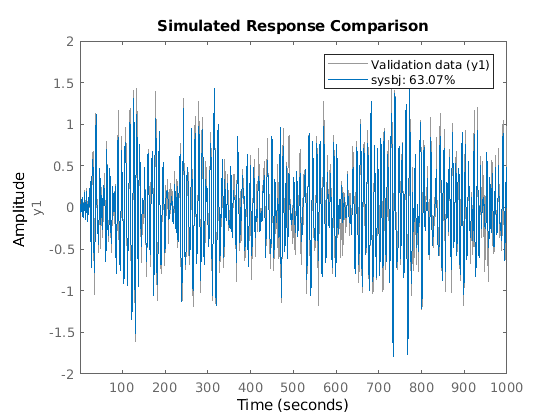 Simulated Response Comparison
Validation data (y1)
sysbj: 63.07%
2
1.5
1
0.5
0
-0.5
-1
-1.5
-2
Amplitude
y1
100 200 300 400 500 600 700 800 900 1000
Time (seconds)